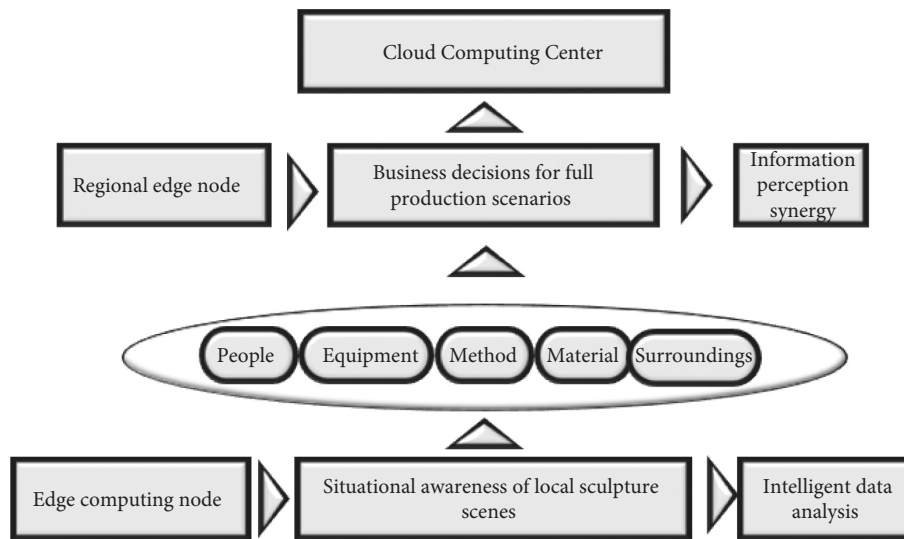 Cloud Computing Center
Regional edge node
Business decisions for full
production scenarios
Information
perception
synergy
People
Equipment
Method
Material
Surroundings
Edge computing node
Situational awareness of local sculpture
scenes
Intelligent data
analysis